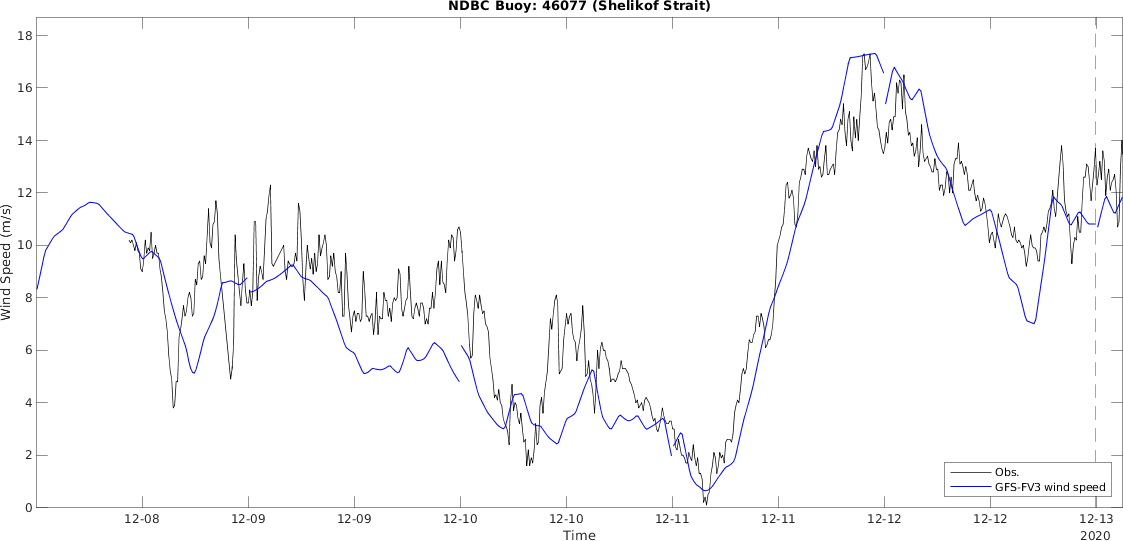 NDBC Buoy: 46077 (Shelikof Strait)
18
16
14
12
10
8
6
4
2
0
Wind Speed (m/s)
Obs.
GFS-FV3 wind speed
12-08 12-09 12-09 12-10 12-10 12-11 12-11 12-12 12-12 12-13
Time 2020